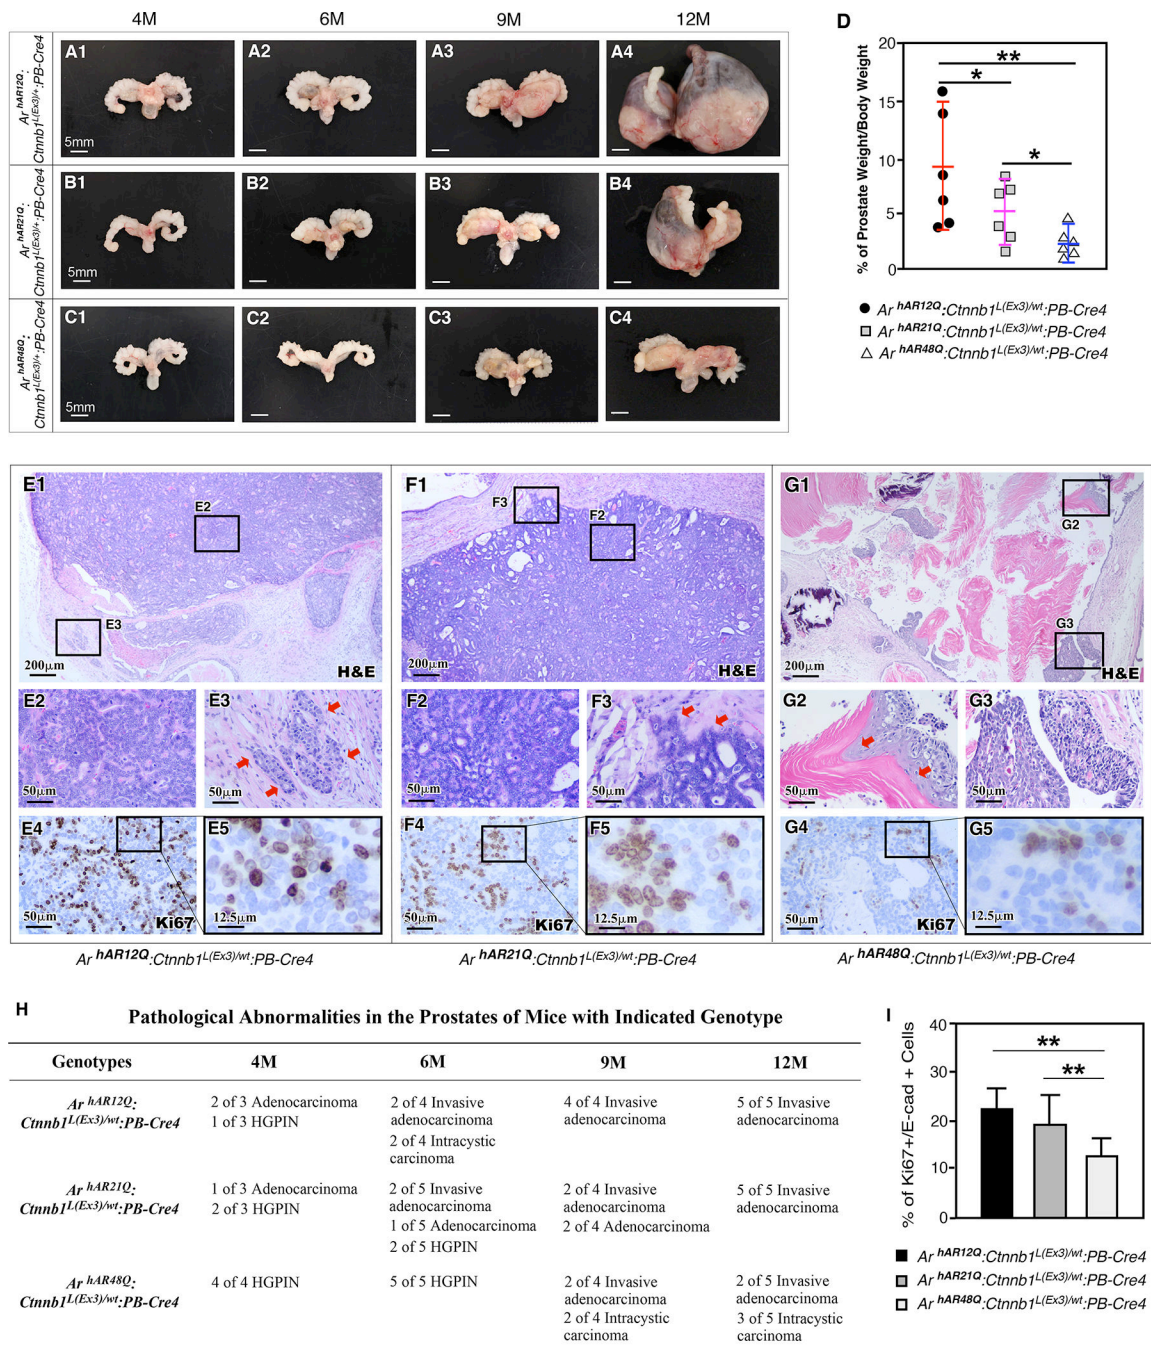 4M 6M 9M 12M
Ar hAR12Q:
Ctnnb1L(Ex3)/+:PB-Cre4
A1 A2 A3 A4
5mm
Ar hAR21Q:
Ctnnb1L(Ex3)/+:PB-Cre4
B1 B2 B3 B4
5mm
Ar hAR48Q:
Ctnnb1L(Ex3)/+:PB-Cre4
C1 C2 C3 C4
5mm
D
% of Prostate Weight/Body Weight
20
15
10
5
0
**
*
*
Ar hAR12Q:Ctnnb1L(Ex3)/wt:PB-Cre4
Ar hAR21Q:Ctnnb1L(Ex3)/wt:PB-Cre4
Ar hAR48Q:Ctnnb1L(Ex3)/wt:PB-Cre4
E1
E2
E3
200μm
H&E
E2
50μm
E3
50μm
E4
50μm
Ki67
E5
12.5μm
Ar hAR12Q:Ctnnb1L(Ex3)/wt:PB-Cre4
F1
F3
F2
200μm
H&E
F2
50μm
F3
50μm
F4
50μm
Ki67
F5
12.5μm
Ar hAR21Q:Ctnnb1L(Ex3)/wt:PB-Cre4
G1
G2
G3
200μm
H&E
G2
50μm
G3
50μm
G4
50μm
Ki67
G5
12.5μm
Ar hAR48Q:Ctnnb1L(Ex3)/wt:PB-Cre4
H
Pathological Abnormalities in the Prostates of Mice with Indicated Genotype
Genotypes 4M 6M 9M 12M
Ar hAR12Q:
Ctnnb1L(Ex3)/wt:PB-Cre4
2 of 3 Adenocarcinoma
1 of 3 HGPIN
2 of 4 Invasive
adenocarcinoma
2 of 4 Intracystic
carcinoma
4 of 4 Invasive
adenocarcinoma
5 of 5 Invasive
adenocarcinoma
Ar hAR21Q:
Ctnnb1L(Ex3)/wt:PB-Cre4
1 of 3 Adenocarcinoma
2 of 3 HGPIN
2 of 5 Invasive
adenocarcinoma
1 of 5 Adenocarcinoma
2 of 5 HGPIN
2 of 4 Invasive
adenocarcinoma
2 of 4 Adenocarcinoma
5 of 5 Invasive
adenocarcinoma
Ar hAR48Q:
Ctnnb1L(Ex3)/wt:PB-Cre4
4 of 4 HGPIN
5 of 5 HGPIN
2 of 4 Invasive
adenocarcinoma
2 of 4 Intracystic
carcinoma
2 of 5 Invasive
adenocarcinoma
3 of 5 Intracystic
carcinoma
I
% of Ki67+/E-cad + Cells
40
30
20
10
0
**
**
Ar hAR12Q:Ctnnb1L(Ex3)/wt:PB-Cre4
Ar hAR21Q:Ctnnb1L(Ex3)/wt:PB-Cre4
Ar hAR48Q:Ctnnb1L(Ex3)/wt:PB-Cre4